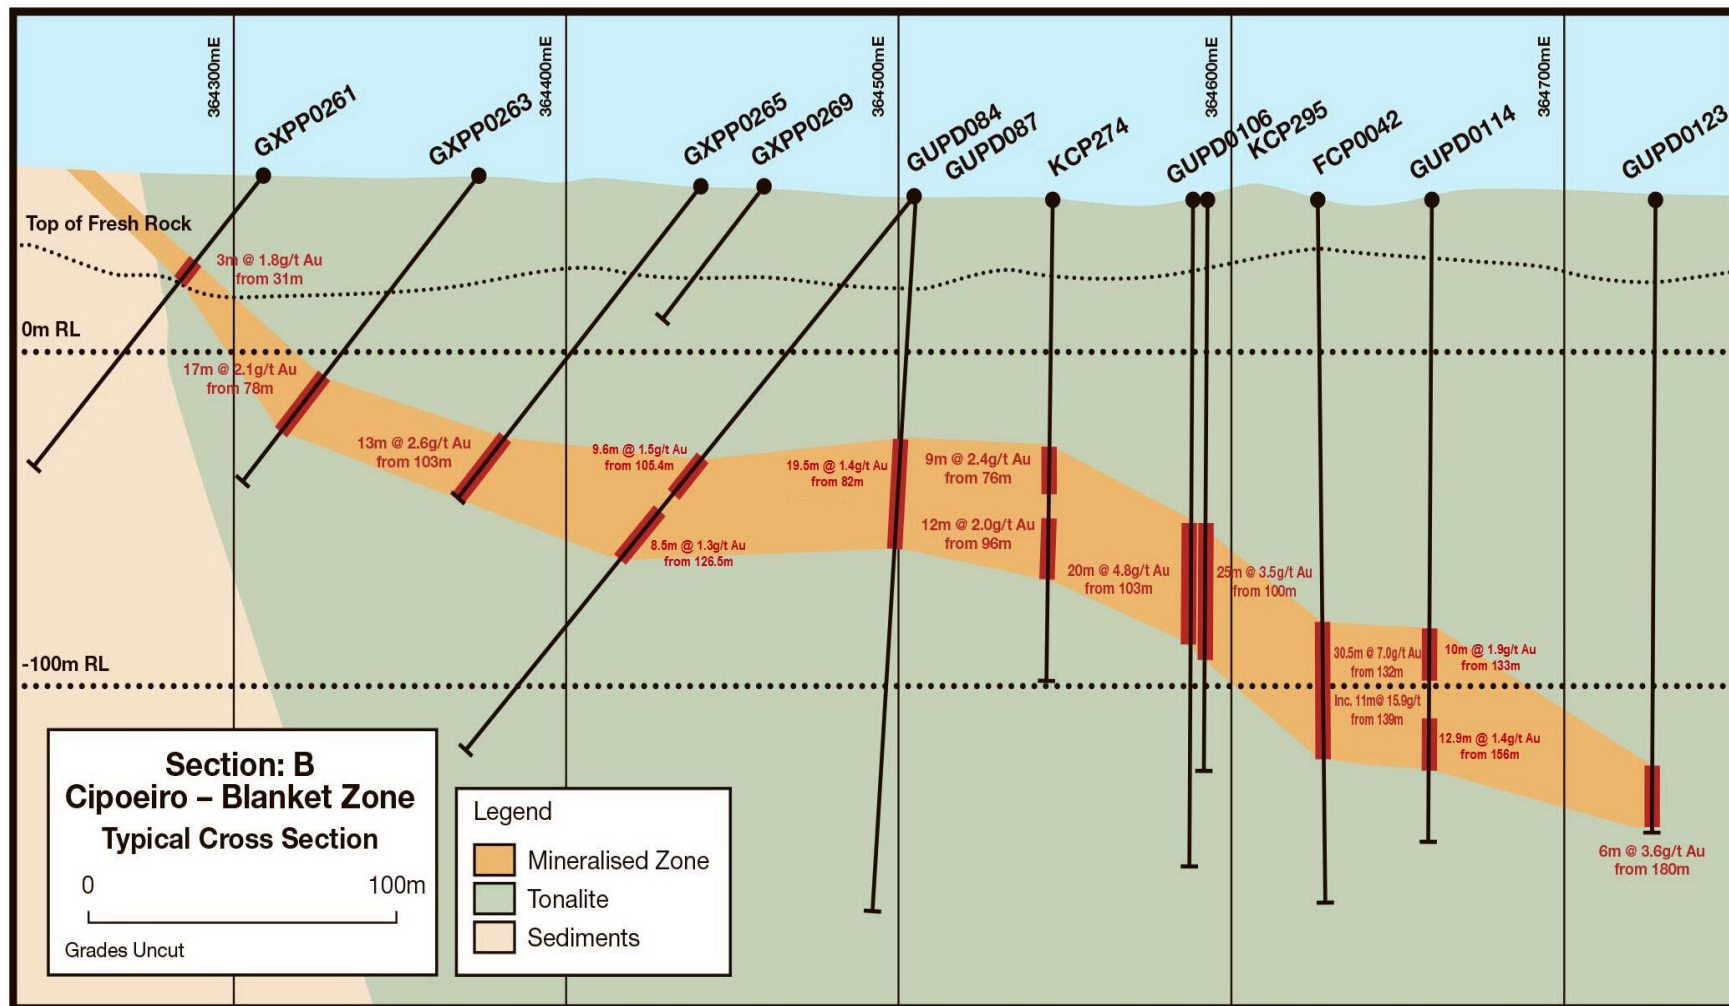 364300mE
364400mE
364500mE
364600mE
364700mE
GXPP0261
GXPP0263
GXPP0265
GXPP0269
GUPD084
GUPD087
KCP274
GUPD0106
KCP295
FCP0042
GUPD0114
GUPD0123
Top of Fresh Rock
3m @ 1.8g/t Au
from 31m
0m RL
17m @ 2.1g/t Au
from 78m
13m @ 2.6g/t Au
from 103m
9.6m @ 1.5g/t Au
from 105.4m
8.5m @ 1.3g/t Au
from 126.5m
19.5m @ 1.4g/t Au
from 82m
9m @ 2.4g/t Au
from 76m
12m @ 2.0g/t Au
from 96m
20m @ 4.8g/t Au
from 103m
25m @ 3.5g/t Au
from 100m
30.5m @ 7.0g/t Au
from 132m
Inc. 11m@ 15.9g/t
from 139m
10m @ 1.9g/t Au
from 133m
12.9m @ 1.4g/t Au
from 156m
6m @ 3.6g/t Au
from 180m
-100m RL
Section: B
Cipoeiro – Blanket Zone
Typical Cross Section
0 100m
Grades Uncut
Legend
Mineralised Zone
Tonalite
Sediments